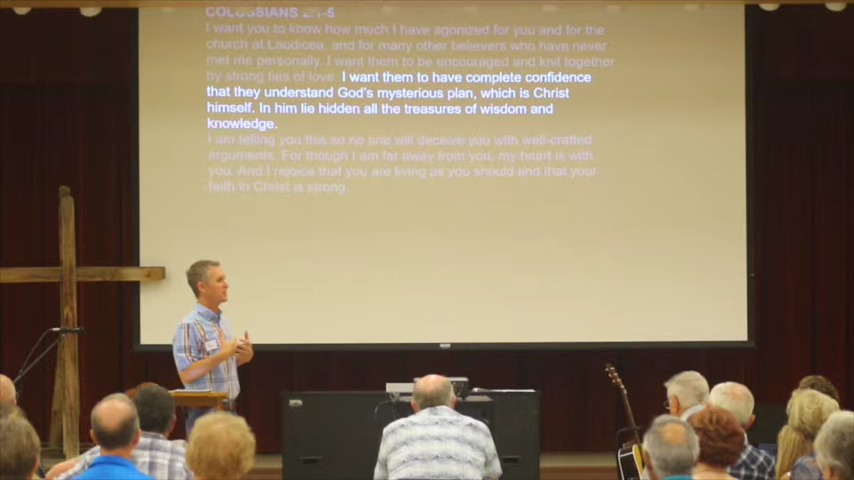 COLOSSIANS 2:1-5
I want you to know how much I have agonized for you and for the
church at Laodicea, and for many other believers who have never
met me personally. I want them to be encouraged and knit together
by strong ties of love. I want them to have complete confidence
that they understand God's mysterious plan, which is Christ
himself. In him lie hidden all the treasures of wisdom and
knowledge.
I am telling you this so no one will deceive you with well-crafted
arguments. For though I am far away from you, my heart is with
you. And I rejoice that you are living as you should and that your
faith in Christ is strong.